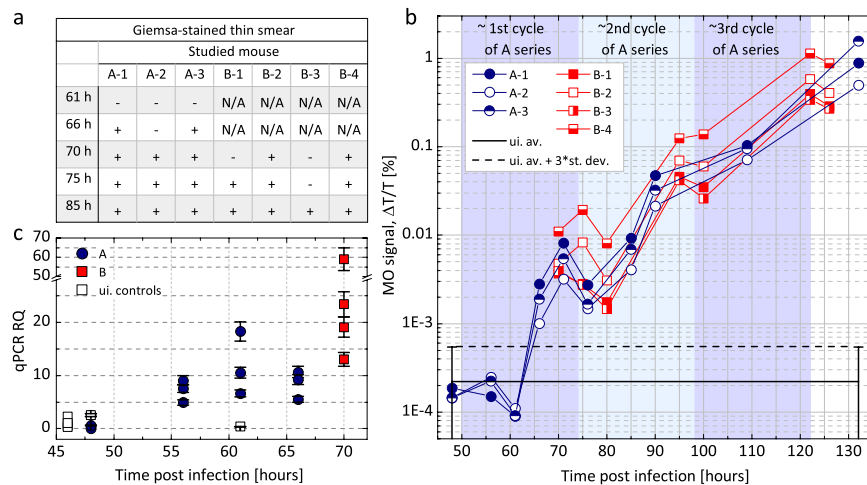 a
Giemsa-stained thin smear
Studied mouse
A-1 A-2 A-3 B-1 B-2 B-3 B-4
61 h - - - N/A N/A N/A N/A
66 h + - + N/A N/A N/A N/A
70 h + + + - + - +
75 h + + + + + - +
85 h + + + + + + +
b
~ 1st cycle of A series
~2nd cycle of A series
~3rd cycle of A series
A-1
A-2
A-3
B-1
B-2
B-3
B-4
ui. av.
ui. av. + 3*st. dev.
MO signal, ΔT/T [%]
1
0.1
0.01
1E-3
1E-4
50 60 70 80 90 100 110 120 130
Time post infection [hours]
c
A
B
ui. controls
qPCR RQ
70
60
50
20
10
0
45 50 55 60 65 70
Time post infection [hours]